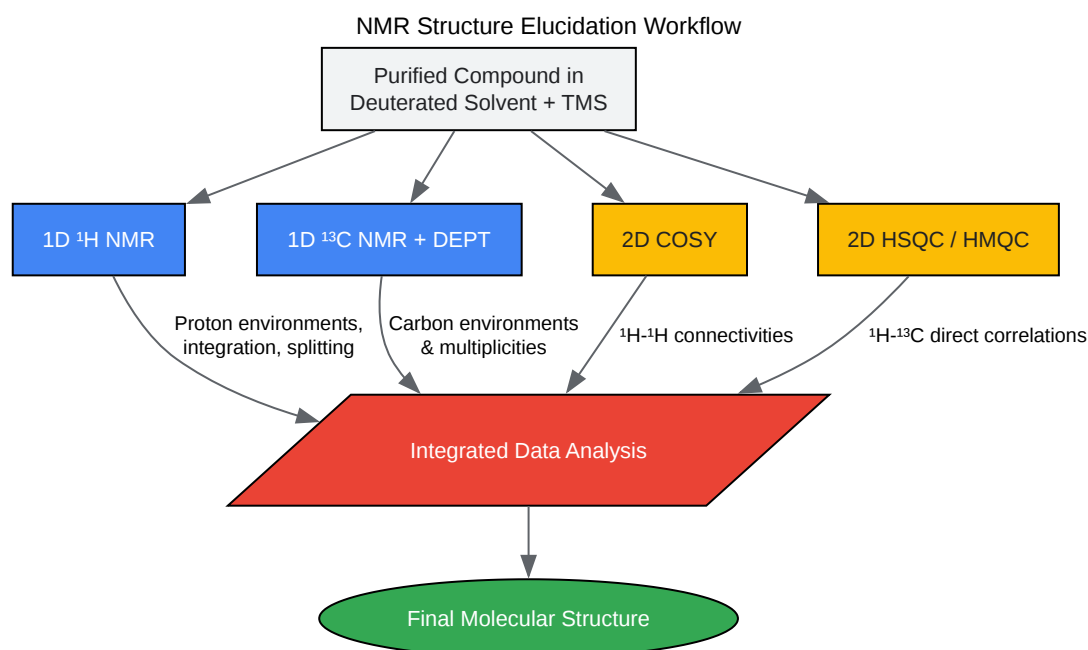 NMR Structure Elucidation Workflow
Purified Compound in
Deuterated Solvent + TMS
1D ¹H NMR
1D ¹³C NMR + DEPT
2D COSY
2D HSQC / HMQC
Proton environments,
integration, splitting
Carbon environments
& multiplicities
¹H-¹H connectivities
¹H-¹³C direct correlations
Integrated Data Analysis
Final Molecular Structure